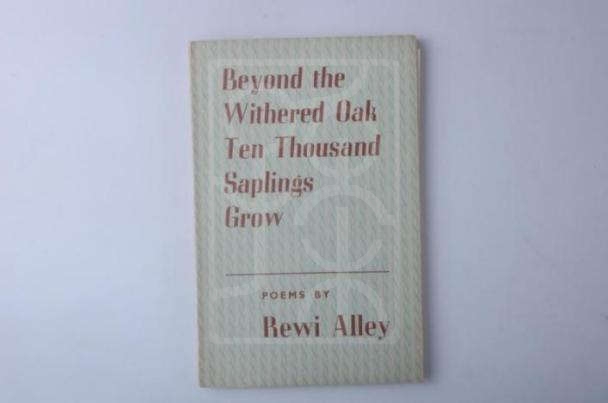 Beyond the
Withered Oak
Ten Thousand
Saplings
Grow
POEMS BY
Rewi Alley